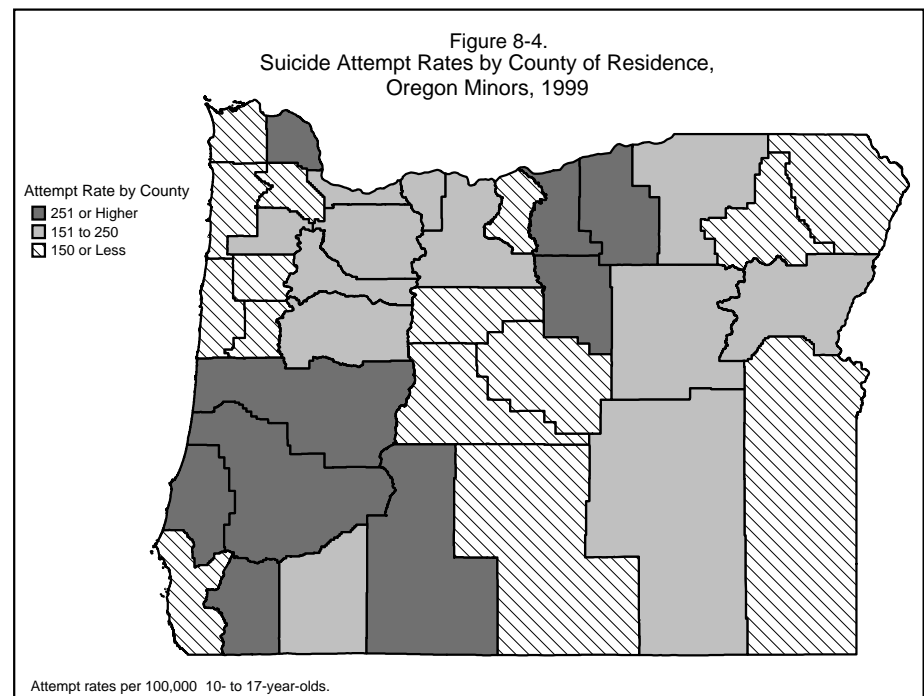 Figure 8-4.
Suicide Attempt Rates by County of Residence,
Oregon Minors, 1999
Attempt Rate by County
251 or Higher
151 to 250
150 or Less
Attempt rates per 100,000 10- to 17-year-olds.